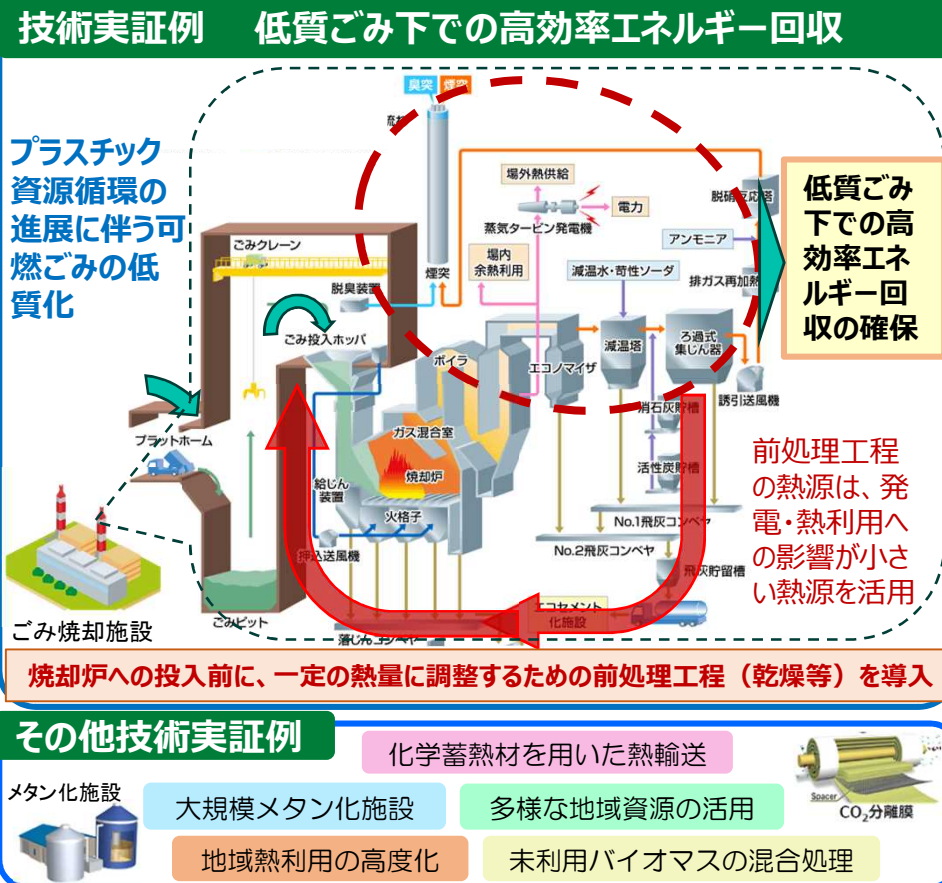 技術実証例 低質ごみ下での高効率エネルギー回収
プラスチック
資源循環の
進展に伴う可
燃ごみの低
質化
臭突
煙突
場外熱供給
電力
蒸気タービン発電機
脱硝反応塔
アンモニア
場内
余熱利用
減温水・苛性ソーダ
排ガス再加熱
ごみクレーン
脱臭装置
煙突
ごみ投入ホッパ
ボイラ
エコノマイザ
減温塔
ろ過式
集じん器
誘引送風機
低質ごみ
下での高
効率エネ
ルギー回
収の確保
プラットホーム
ガス混合室
焼却炉
給じん
装置
火格子
押込送風機
消石灰貯槽
活性炭貯槽
No.1飛灰コンベヤ
No.2飛灰コンベヤ
飛灰貯留槽
エコセメント
化施設
ごみピット
落じんコンベヤー
前処理工程
の熱源は、発
電・熱利用へ
の影響が小さ
い熱源を活用
ごみ焼却施設
焼却炉への投入前に、一定の熱量に調整するための前処理工程（乾燥等）を導入
その他技術実証例
化学蓄熱材を用いた熱輸送
メタン化施設
大規模メタン化施設
多様な地域資源の活用
Spacer
CO₂分離膜
地域熱利用の高度化
未利用バイオマスの混合処理